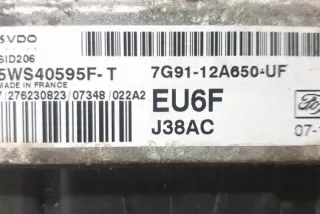 VDO
SID206
5WS40595F-T
7G91-12A650-UF
MADE IN FRANCE
276230823/07348/022A2
EU6F
J38AC
07-